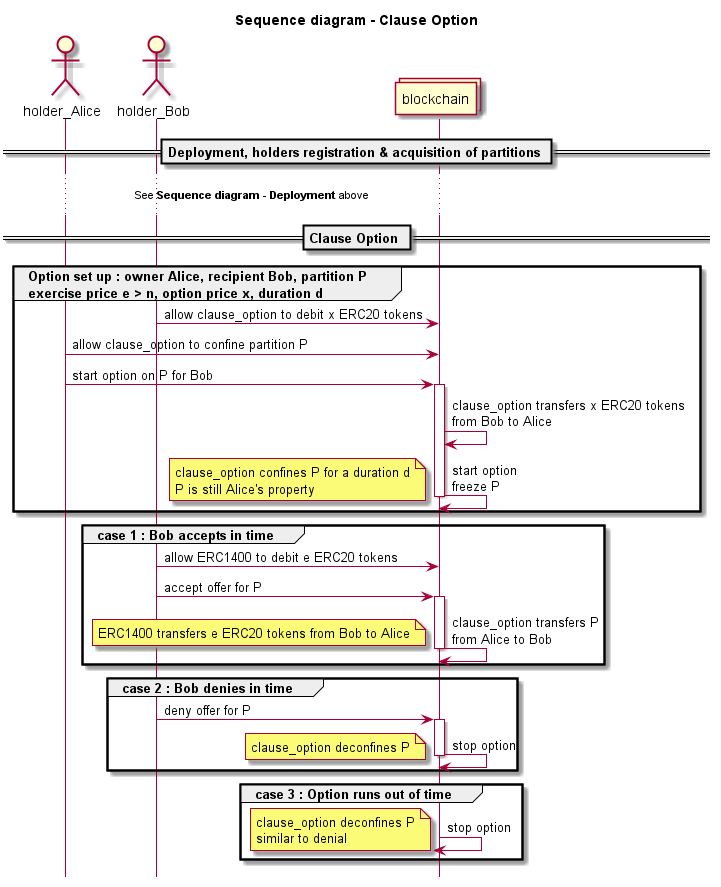 Sequence diagram - Clause Option
holder_Alice
holder_Bob
blockchain
Deployment, holders registration & acquisition of partitions
See Sequence diagram - Deployment above
Clause Option
Option set up : owner Alice, recipient Bob, partition P
exercise price e > n, option price x, duration d
allow clause_option to debit x ERC20 tokens
allow clause_option to confine partition P
start option on P for Bob
clause_option transfers x ERC20 tokens
from Bob to Alice
clause_option confines P for a duration d
P is still Alice's property
start option
freeze P
case 1 : Bob accepts in time
allow ERC1400 to debit e ERC20 tokens
accept offer for P
ERC1400 transfers e ERC20 tokens from Bob to Alice
clause_option transfers P
from Alice to Bob
case 2 : Bob denies in time
deny offer for P
clause_option deconfines P
stop option
case 3 : Option runs out of time
clause_option deconfines P
similar to denial
stop option